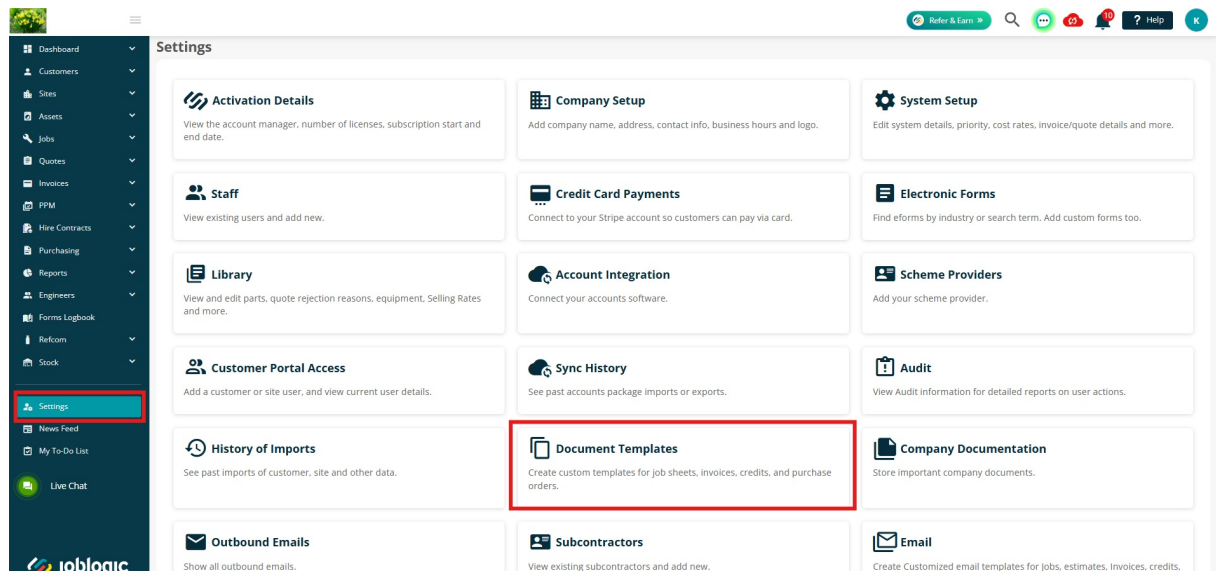 Refer & Earn »
10
? Help
K
Dashboard
Customers
Sites
Assets
Jobs
Quotes
Invoices
PPM
Hire Contracts
Purchasing
Reports
Engineers
Forms Logbook
Refcom
Stock
Settings
News Feed
My To-Do List
Live Chat
joblogic
Settings
Activation Details
View the account manager, number of licenses, subscription start and
end date.
Company Setup
Add company name, address, contact info, business hours and logo.
System Setup
Edit system details, priority, cost rates, invoice/quote details and more.
Staff
View existing users and add new.
Credit Card Payments
Connect to your Stripe account so customers can pay via card.
Electronic Forms
Find eforms by industry or search term. Add custom forms too.
Library
View and edit parts, quote rejection reasons, equipment, Selling Rates
and more.
Account Integration
Connect your accounts software.
Scheme Providers
Add your scheme provider.
Customer Portal Access
Add a customer or site user, and view current user details.
Sync History
See past accounts package imports or exports.
Audit
View Audit information for detailed reports on user actions.
History of Imports
See past imports of customer, site and other data.
Document Templates
Create custom templates for job sheets, invoices, credits, and purchase
orders.
Company Documentation
Store important company documents.
Outbound Emails
Show all outbound emails.
Subcontractors
View existing subcontractors and add new.
Email
Create Customized email templates for Jobs, estimates, Invoices, credits,